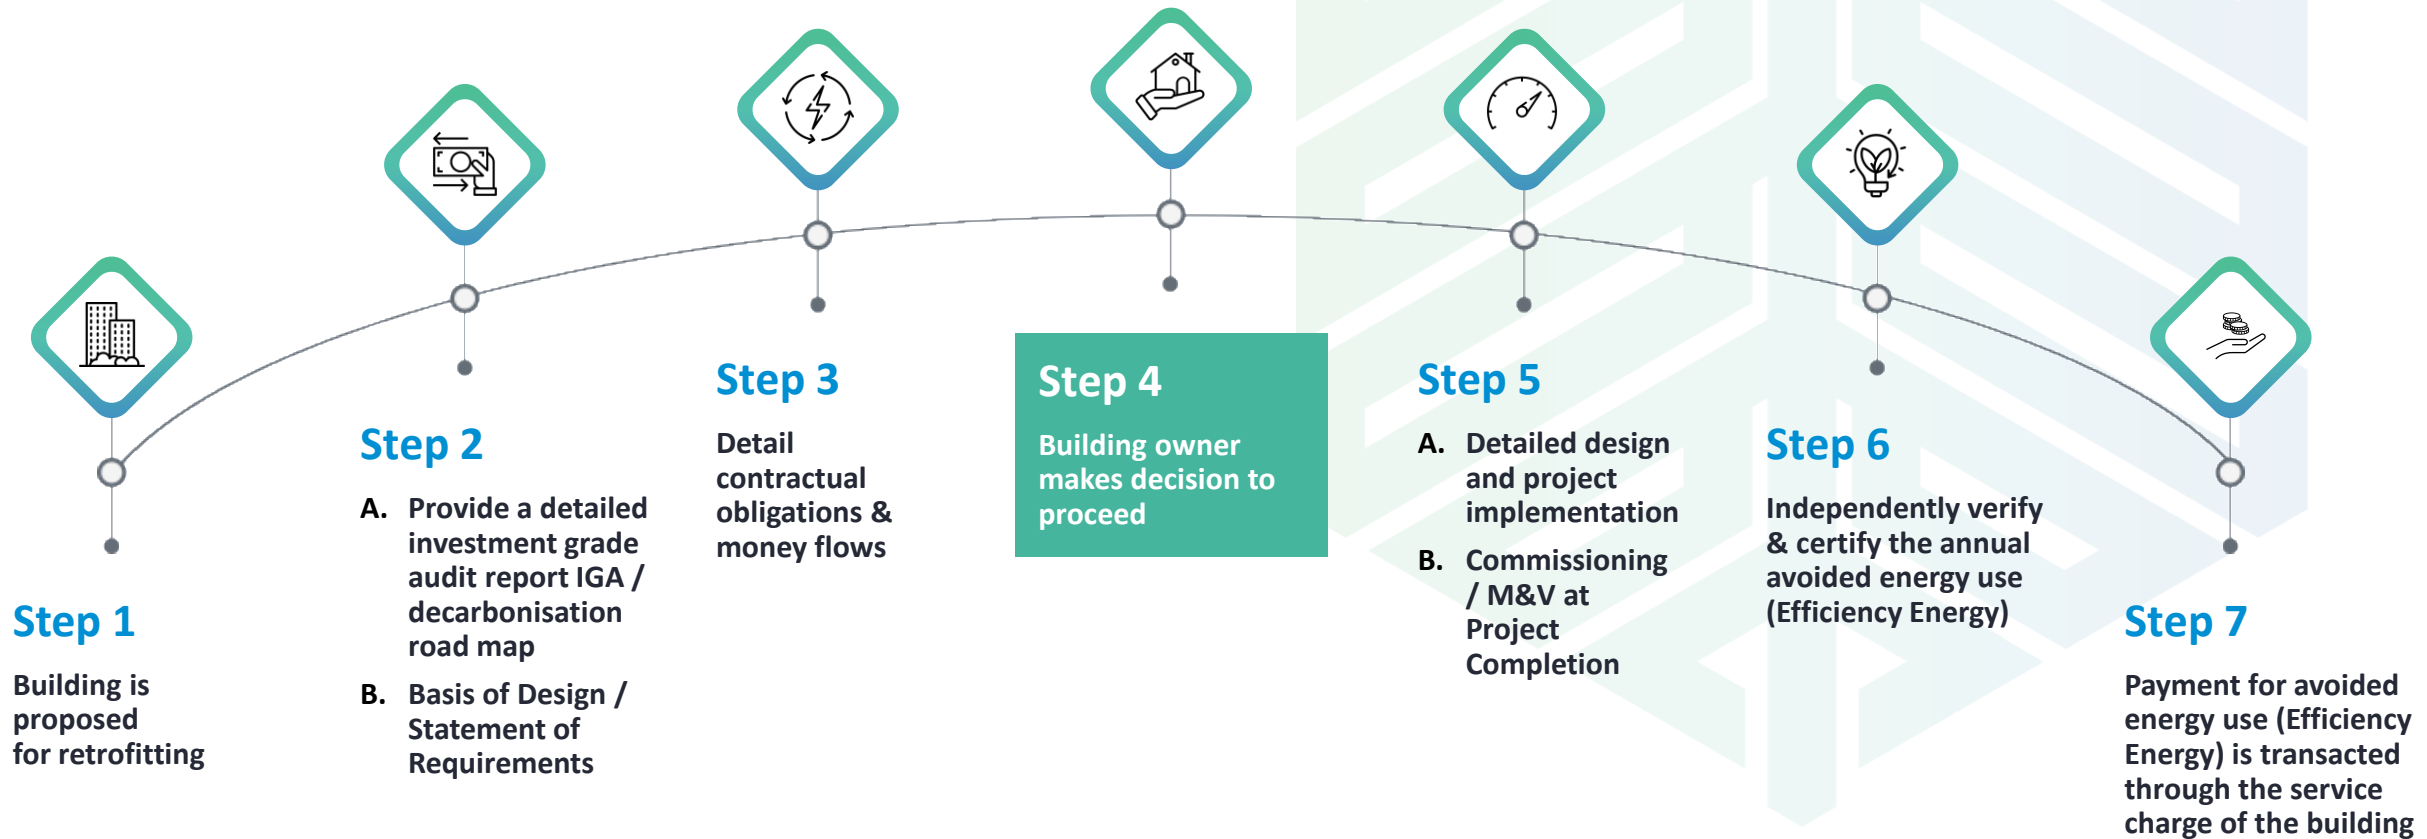 Step 1
Building is
proposed
for retrofitting
Step 2
A. Provide a detailed
investment grade
audit report IGA /
decarbonisation
road map
B. Basis of Design /
Statement of
Requirements
Step 3
Detail
contractual
obligations &
money flows
Step 4
Building owner
makes decision to
proceed
Step 5
A. Detailed design
and project
implementation
B. Commissioning
/ M&V at
Project
Completion
Step 6
Independently verify
& certify the annual
avoided energy use
(Efficiency Energy)
Step 7
Payment for avoided
energy use (Efficiency
Energy) is transacted
through the service
charge of the building